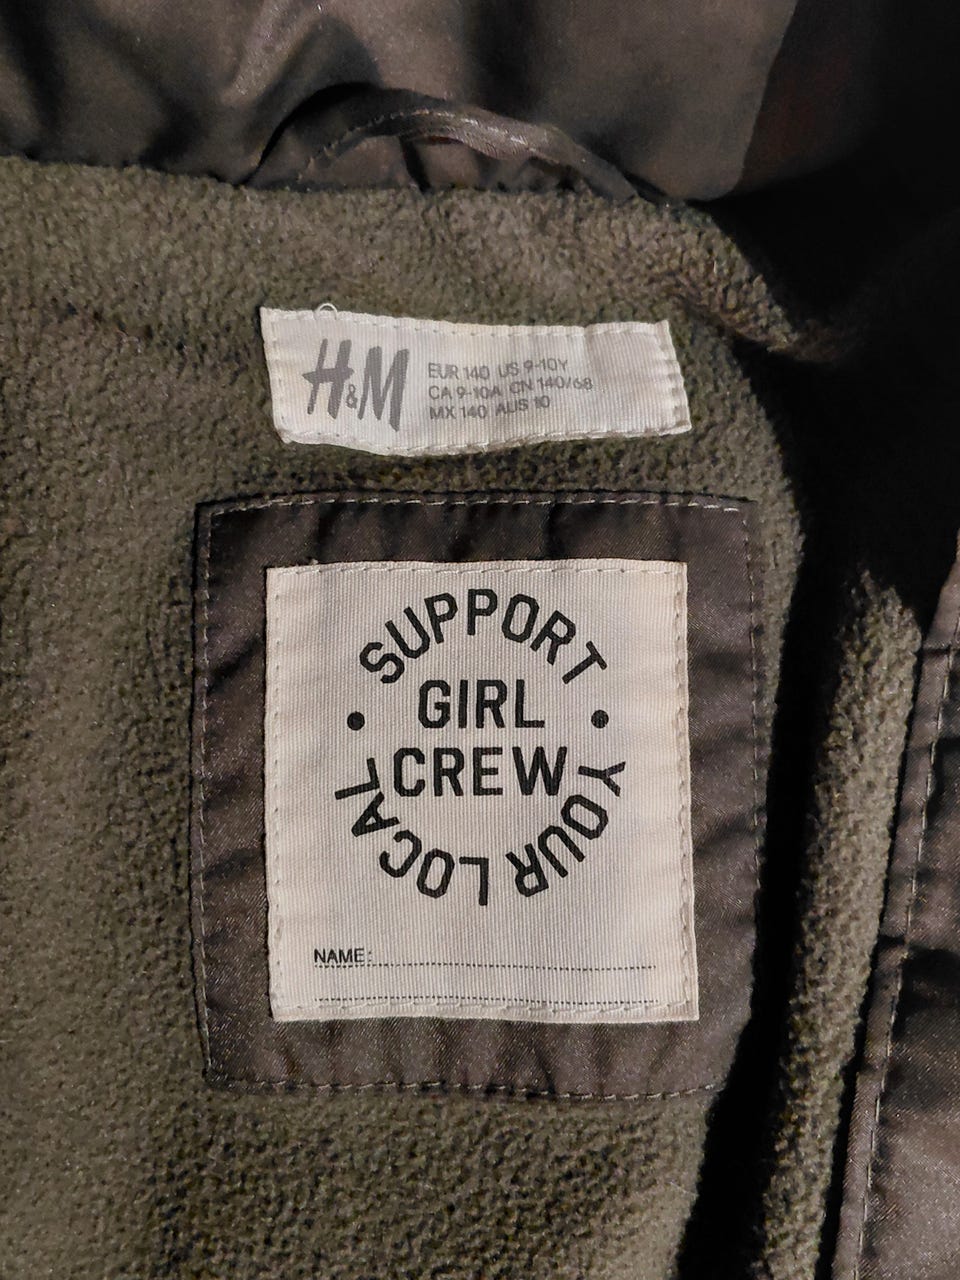 H&M
EUR 140 US 9-10Y
CA 9-10A CN 140/68
MX 140 AUS 10
SUPPORT
GIRL
CREW
YOUR LOCAL
NAME: